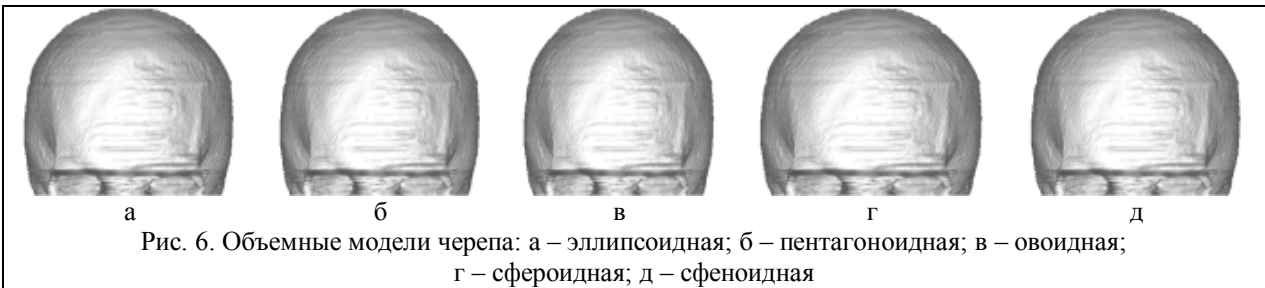 а б в г д
Рис. 6. Объемные модели черепа: а – эллипсоидная; б – пентагоноидная; в – овоидная;
г – сфероидная; д – сфеноидная